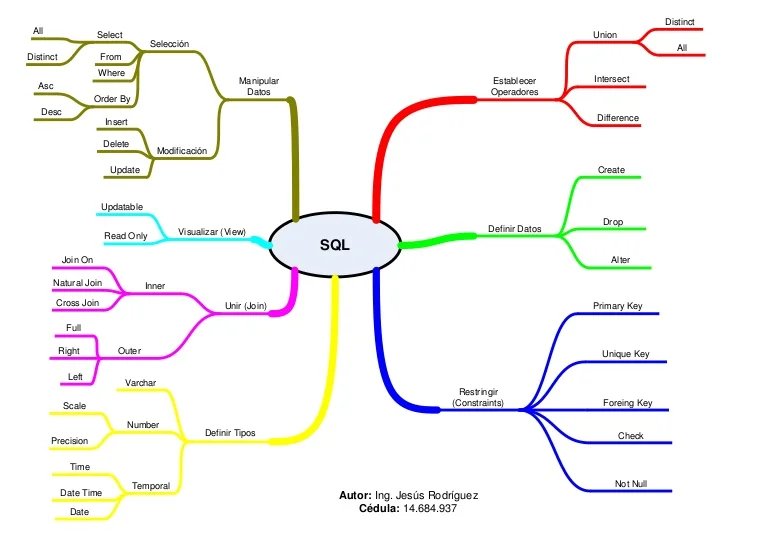 SQL
Manipular
Datos
Selección
Select
All
Distinct
From
Where
Order By
Asc
Desc
Modificación
Insert
Delete
Update
Visualizar (View)
Updatable
Read Only
Unir (Join)
Inner
Join On
Natural Join
Cross Join
Outer
Full
Right
Left
Definir Tipos
Varchar
Number
Scale
Precision
Temporal
Time
Date Time
Date
Establecer
Operadores
Union
Distinct
All
Intersect
Difference
Definir Datos
Create
Drop
Alter
Restringir
(Constraints)
Primary Key
Unique Key
Foreing Key
Check
Not Null
Autor: Ing. Jesús Rodríguez
Cédula: 14.684.937